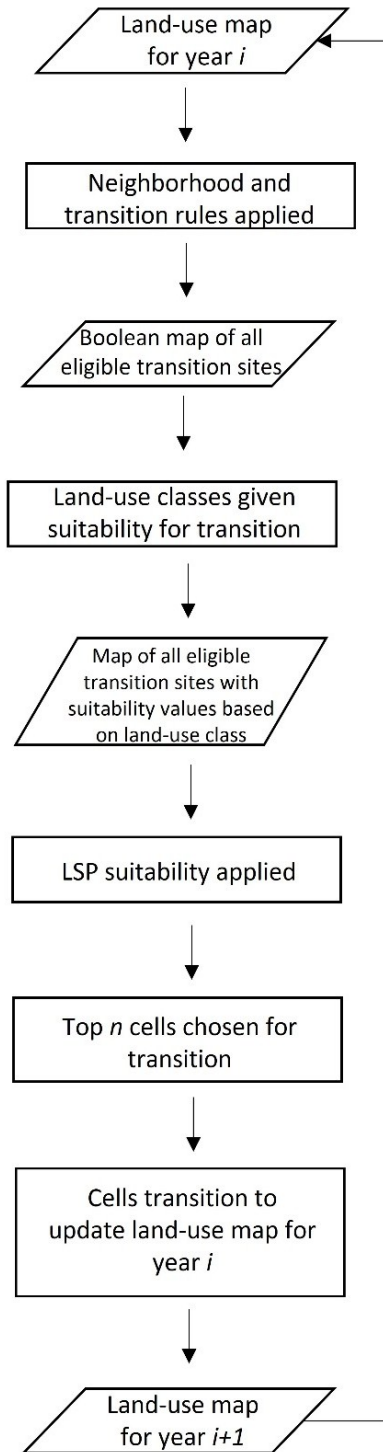 Land-use map
for year i
Neighborhood and
transition rules applied
Boolean map of all
eligible transition sites
Land-use classes given
suitability for transition
Map of all eligible
transition sites with
suitability values based
on land-use class
LSP suitability applied
Top n cells chosen for
transition
Cells transition to
update land-use map for
year i
Land-use map
for year i+1